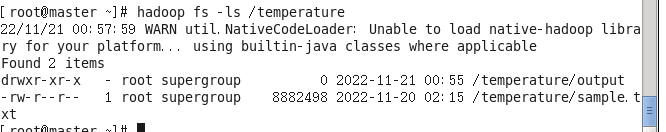 [root@master ~]# hadoop fs -ls /temperature
22/11/21 00:57:59 WARN util.NativeCodeLoader: Unable to load native-hadoop libra
ry for your platform... using builtin-java classes where applicable
Found 2 items
drwxr-xr-x   - root supergroup          0 2022-11-21 00:55 /temperature/output
-rw-r--r--   1 root supergroup    8882498 2022-11-20 02:15 /temperature/sample.t
xt
[root@master ~]#